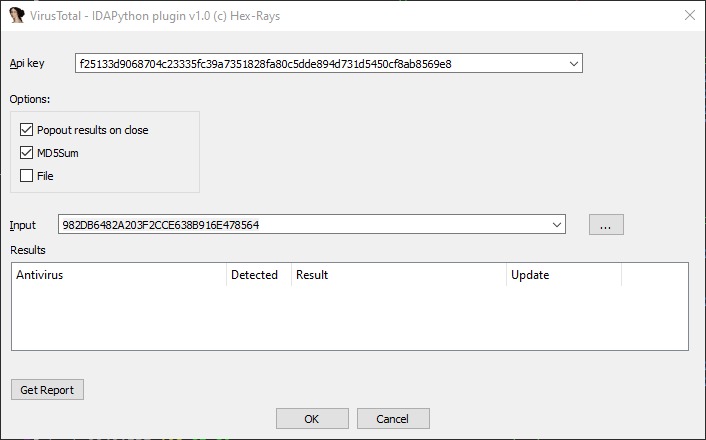 VirusTotal - IDAPython plugin v1.0 (c) Hex-Rays
Api key f25133d9068704c23335fc39a7351828fa80c5dde894d731d5450cf8ab8569e8
Options:
Popout results on close
MD5Sum
File
Input 982DB6482A203F2CCE638B916E478564 ...
Results
Antivirus Detected Result Update
Get Report
OK Cancel